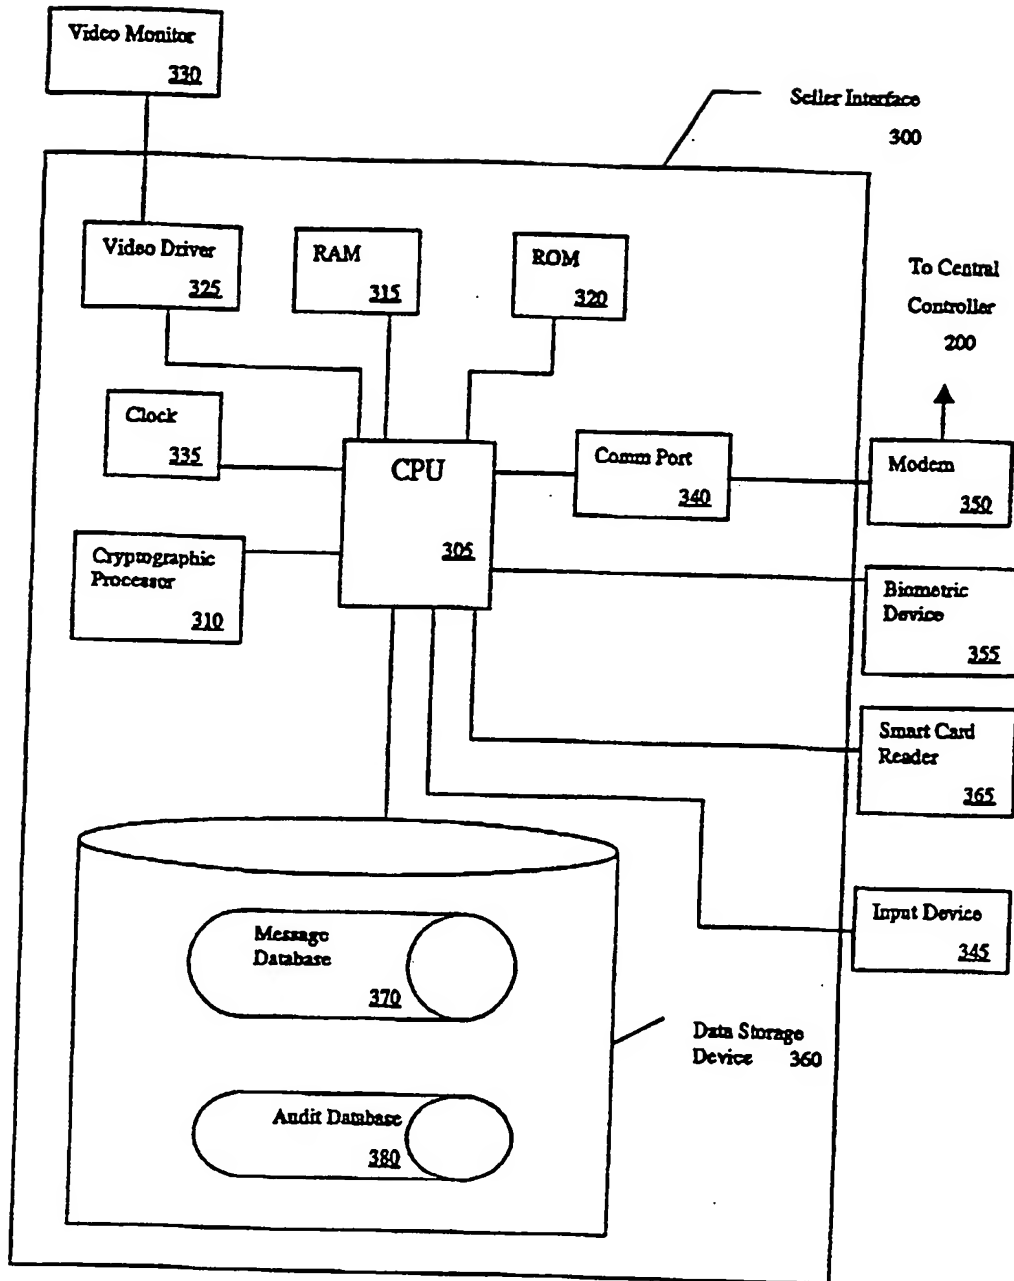 Video Monitor
330
Seller Interface
300
Video Driver
325
RAM
315
ROM
320
To Central
Controller
200
Clock
335
CPU
305
Comm Port
340
Modem
350
Cryptographic
Processor
310
Biometric
Device
355
Smart Card
Reader
365
Input Device
345
Message
Database
370
Data Storage
Device 360
Audit Database
380